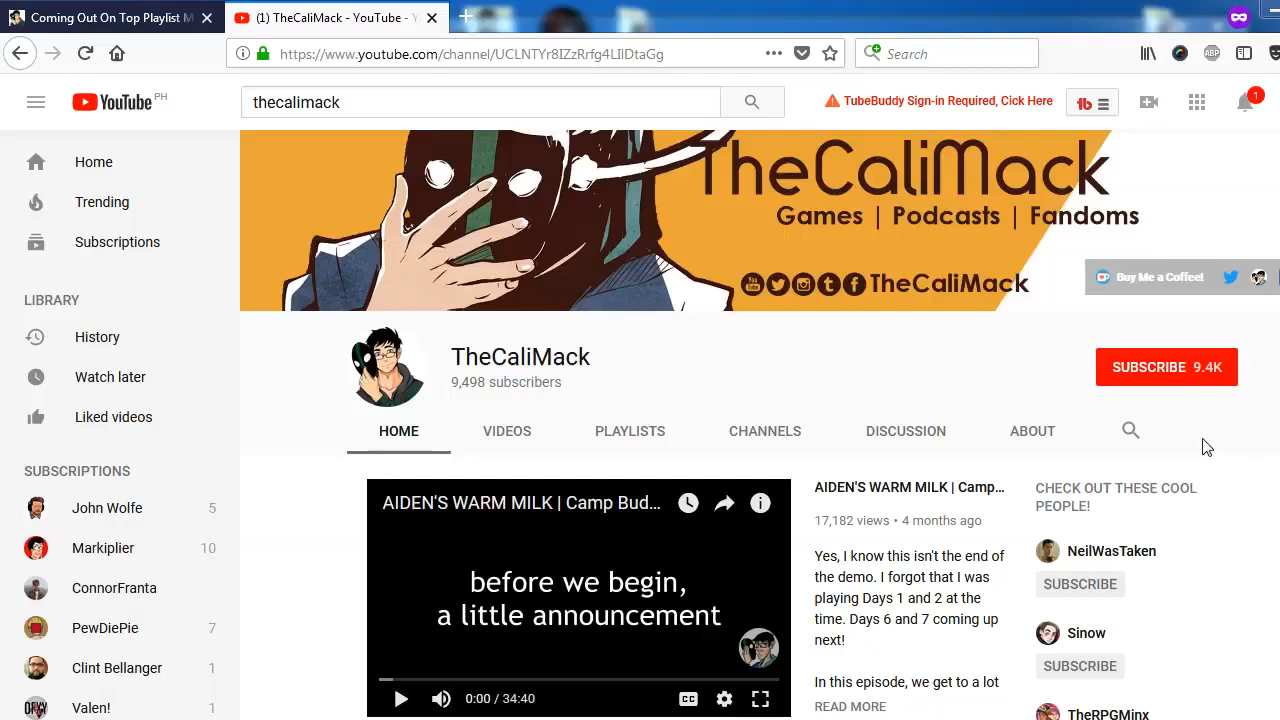 Coming Out On Top Playlist M
(1) TheCaliMack - YouTube - Y
https://www.youtube.com/channel/UCLNTYr8IZzRrfg4LIlDtaGg
Search
YouTube PH
thecalimack
TubeBuddy Sign-in Required, Cick Here
tb
1
Home
Trending
Subscriptions
LIBRARY
History
Watch later
Liked videos
SUBSCRIPTIONS
John Wolfe 5
Markiplier 10
ConnorFranta
PewDiePie 7
Clint Bellanger 1
Valen! 1
TheCaliMack
Games | Podcasts | Fandoms
TheCaliMack
Buy Me a Coffee!
TheCaliMack
9,498 subscribers
SUBSCRIBE 9.4K
HOME
VIDEOS
PLAYLISTS
CHANNELS
DISCUSSION
ABOUT
AIDEN'S WARM MILK | Camp Bud...
before we begin,
a little announcement
0:00 / 34:40
AIDEN'S WARM MILK | Camp...
17,182 views • 4 months ago
Yes, I know this isn't the end of
the demo. I forgot that I was
playing Days 1 and 2 at the
time. Days 6 and 7 coming up
next!
In this episode, we get to a lot
READ MORE
CHECK OUT THESE COOL
PEOPLE!
NeilWasTaken
SUBSCRIBE
Sinow
SUBSCRIBE
TheRPGMinx